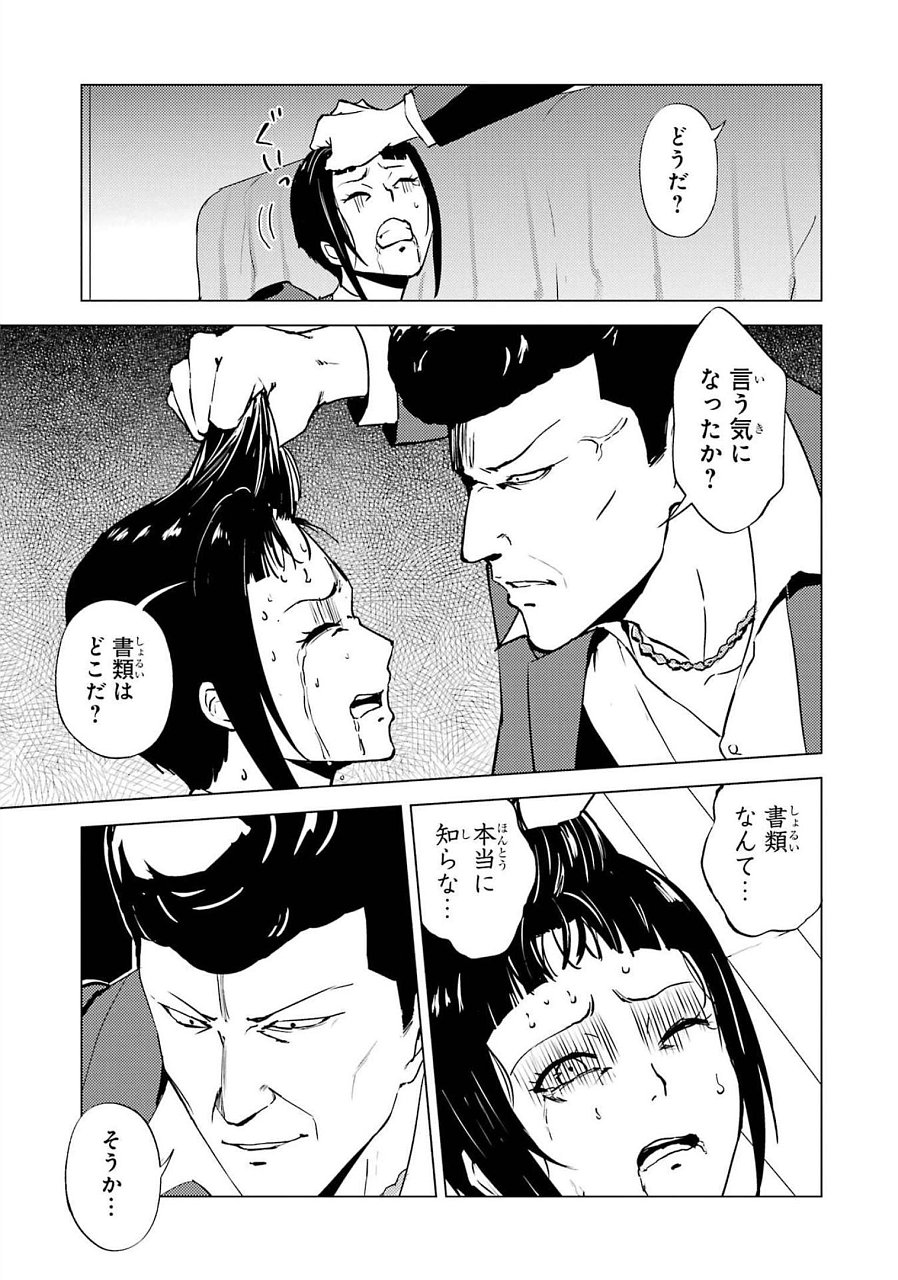 どうだ？
ぐいっ
言う気に
なったか？
書類は
どこだ？
書類
なんて…
本当に
知らな…
そうか…